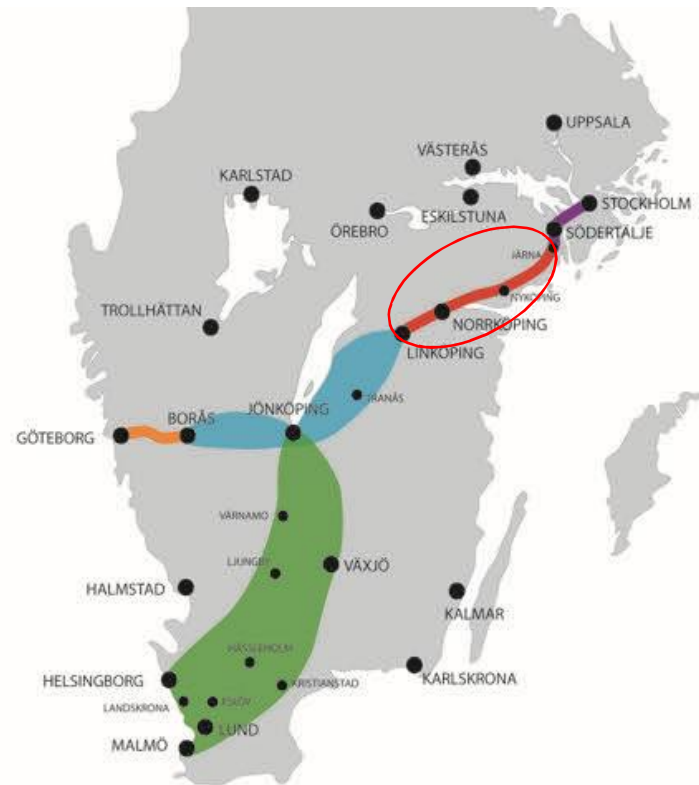 UPPSALA
VÄSTERÅS
KARLSTAD
STOCKHOLM
ESKILSTUNA
ÖREBRO
SÖDERTÄLJE
JÄRNA
NYKÖPING
TROLLHÄTTAN
NORRKÖPING
LINKÖPING
TRANÅS
JÖNKÖPING
BORÅS
GÖTEBORG
VÄRNAMO
LJUNGBY
VÄXJÖ
HALMSTAD
KALMAR
HÄSSLEHOLM
KARLSKRONA
HELSINGBORG
KRISTIANSTAD
LANDSKRONA
ESLÖV
LUND
MALMÖ